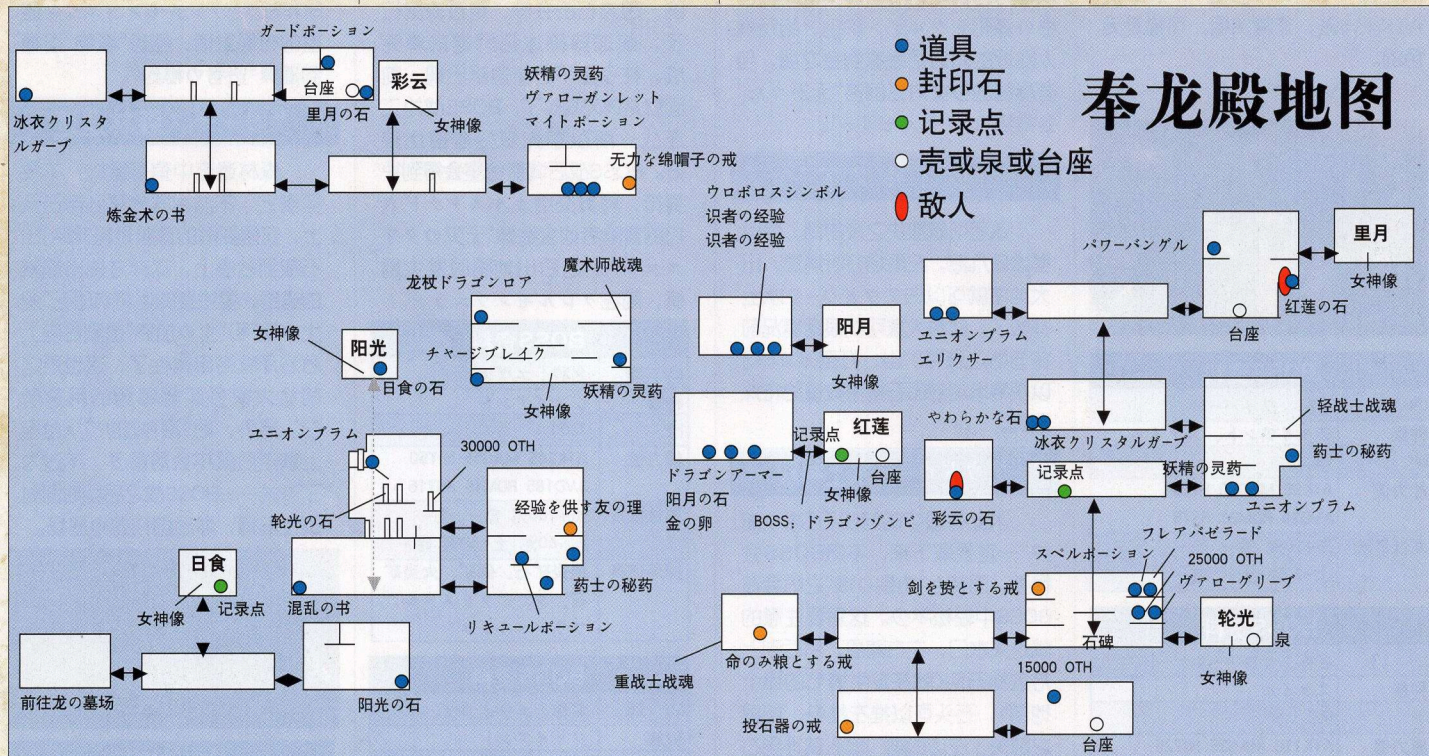 奉龙殿地图
道具
封印石
记录点
壳或泉或台座
敌人
ガードポーション
台座
里月の石
冰衣クリスタ
ルガーブ
彩云
女神像
妖精の灵药
ヴァローガンレット
マイトポーション
无力な绵帽子の戒
炼金术の书
龙杖ドラゴンロア
魔术师战魂
チャージブレイク
女神像
妖精の灵药
女神像
阳光
日食の石
ユニオンプラム
30000 OTH
轮光の石
经验を供す友の理
药士の秘药
リキュールポーション
混乱の书
日食
女神像
记录点
前往龙の墓场
阳光の石
ウロボロスシンボル
识者の经验
识者の经验
阳月
女神像
ドラゴンアーマー
阳月の石
金の卵
记录点
红莲
台座
女神像
BOSS；ドラゴンゾンビ
パワーバングル
里月
女神像
红莲の石
台座
ユニオンプラム
エリクサー
やわらかな石
冰衣クリスタルガーブ
轻战士战魂
药士の秘药
记录点
妖精の灵药
ユニオンプラム
彩云の石
フレアバゼラード
スペルポーション
25000 OTH
ヴァローグリーブ
剑を贽とする戒
石碑
轮光
泉
女神像
命のみ粮とする戒
重战士战魂
15000 OTH
投石器の戒
台座